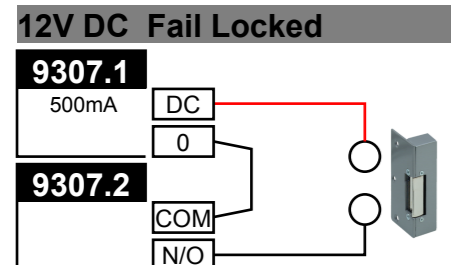 12V DC Fail Locked
9307.1
500mA
DC
0
9307.2
COM
N/O